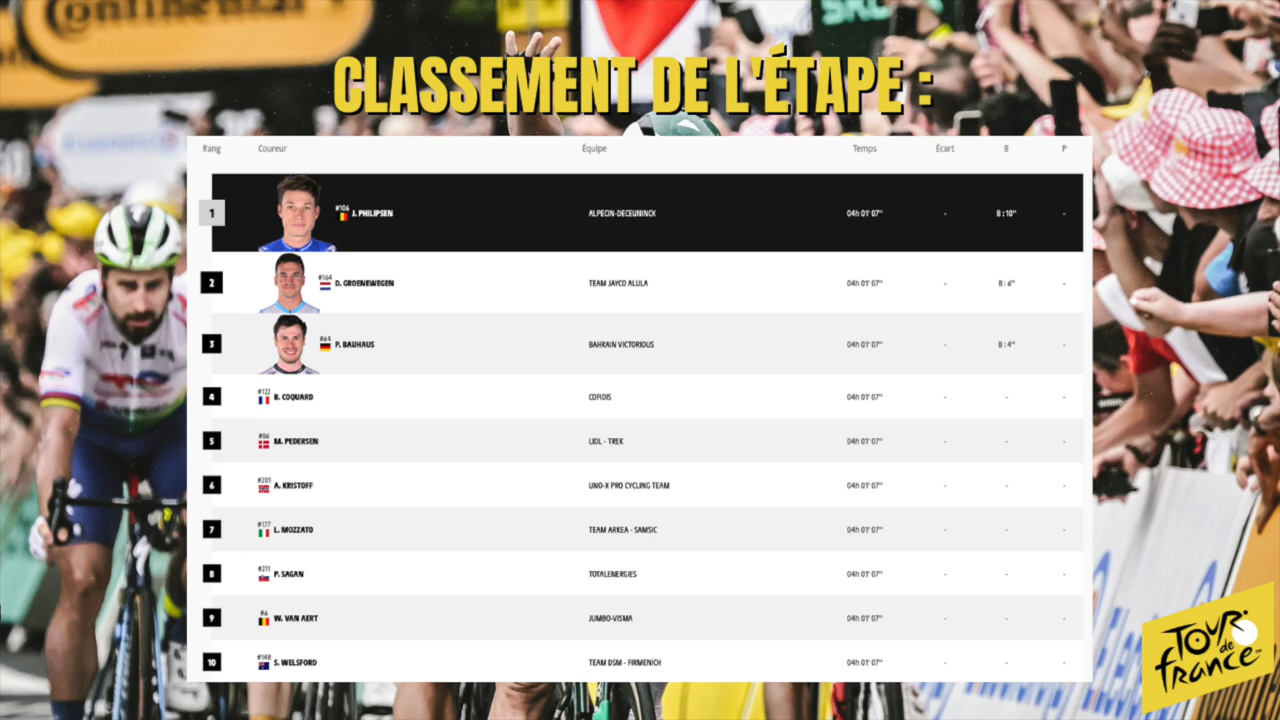 Continental
CLASSEMENT DE L'ÉTAPE :
Rang Coureur Équipe Temps Écart B P
1 #106 J. PHILIPSEN ALPECIN-DECEUNINCK 04h 01' 07'' - B : 10'' -
2 #164 D. GROENEWEGEN TEAM JAYCO ALULA 04h 01' 07'' - B : 6'' -
3 #64 P. BAUHAUS BAHRAIN VICTORIOUS 04h 01' 07'' - B : 4'' -
4 #122 B. COQUARD COFIDIS 04h 01' 07'' - - -
5 #86 M. PEDERSEN LIDL - TREK 04h 01' 07'' - - -
6 #201 A. KRISTOFF UNO-X PRO CYCLING TEAM 04h 01' 07'' - - -
7 #177 L. MOZZATO TEAM ARKEA - SAMSIC 04h 01' 07'' - - -
8 #211 P. SAGAN TOTALENERGIES 04h 01' 07'' - - -
9 #6 W. VAN AERT JUMBO-VISMA 04h 01' 07'' - - -
10 #148 S. WELSFORD TEAM DSM - FIRMENICH 04h 01' 07'' - - -
TOUR
de
france